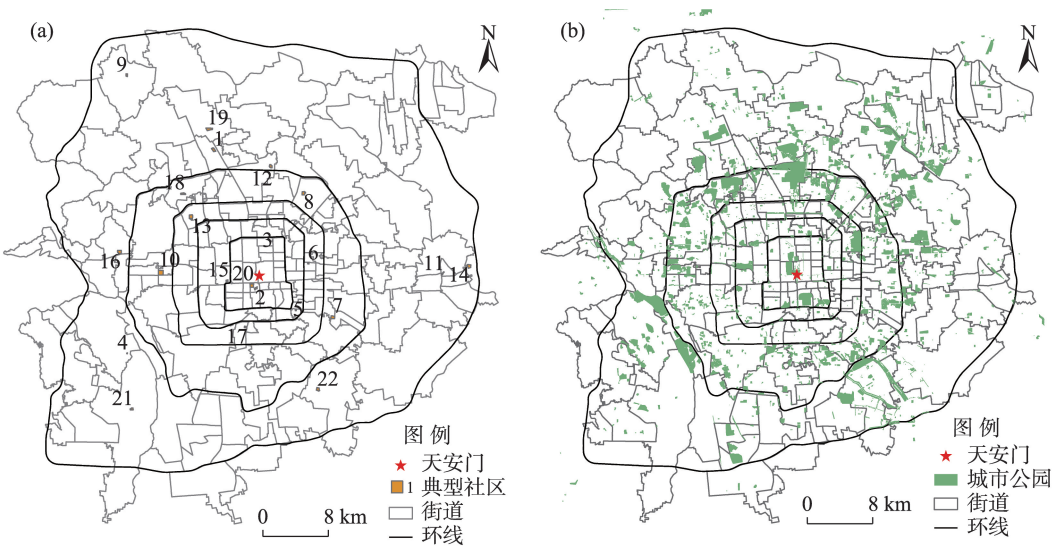 (a)
N
9
19
1
18
12
8
13
3
6
16
10
15
20
11
14
2
5
7
4
17
22
21
图 例
天安门
1 典型社区
街道
环线
0 8 km
(b)
N
图 例
天安门
城市公园
街道
环线
0 8 km